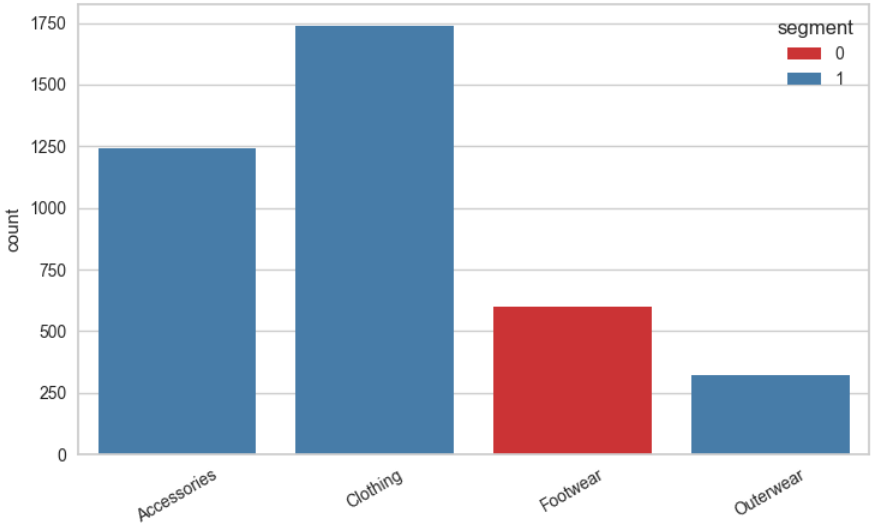 1750
1500
1250
1000
750
500
250
0
count
segment
0
1
Accessories
Clothing
Footwear
Outerwear